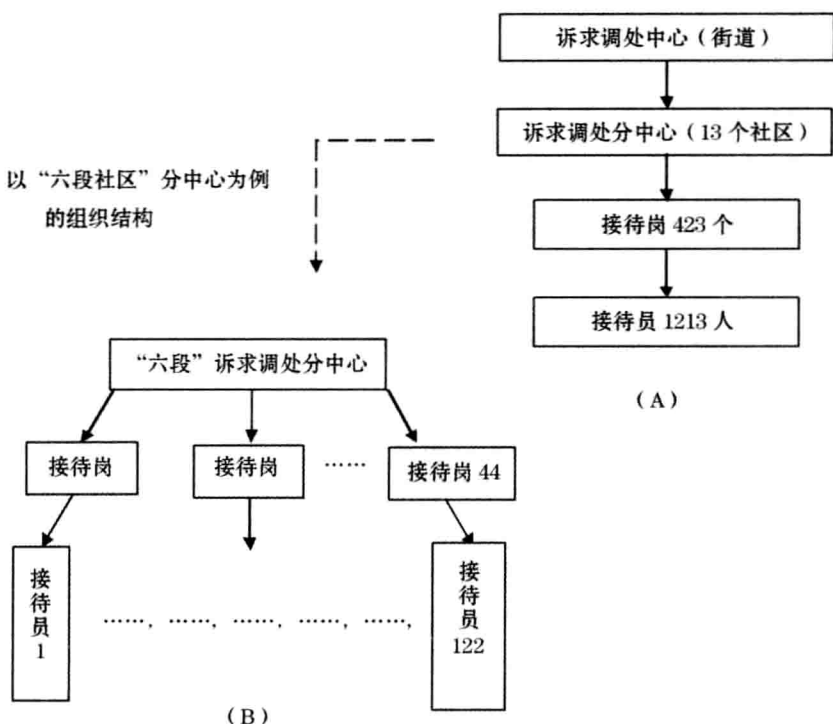 诉求调处中心（街道）
诉求调处分中心（13 个社区）
接待岗 423 个
接待员 1213 人
（A）
以“六段社区”分中心为例
的组织结构
“六段”诉求调处分中心
接待岗
接待岗
……
接待岗 44
接待员 1
……，……，……，……，……，
接待员 122
（B）